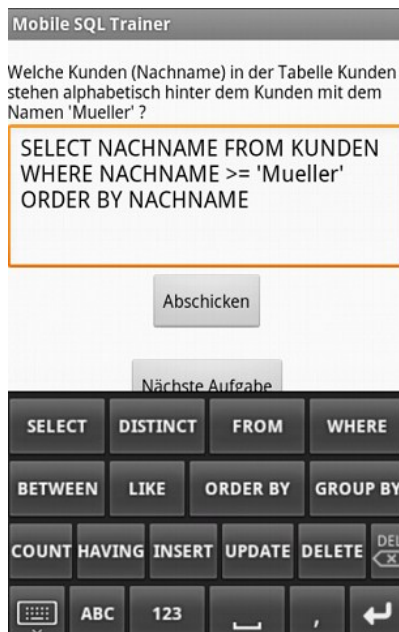 Mobile SQL Trainer
Welche Kunden (Nachname) in der Tabelle Kunden
stehen alphabetisch hinter dem Kunden mit dem
Namen 'Mueller' ?
SELECT NACHNAME FROM KUNDEN
WHERE NACHNAME >= 'Mueller'
ORDER BY NACHNAME
Abschicken
Nächste Aufgabe
SELECT DISTINCT FROM WHERE
BETWEEN LIKE ORDER BY GROUP BY
COUNT HAVING INSERT UPDATE DELETE DEL
ABC 123 ,